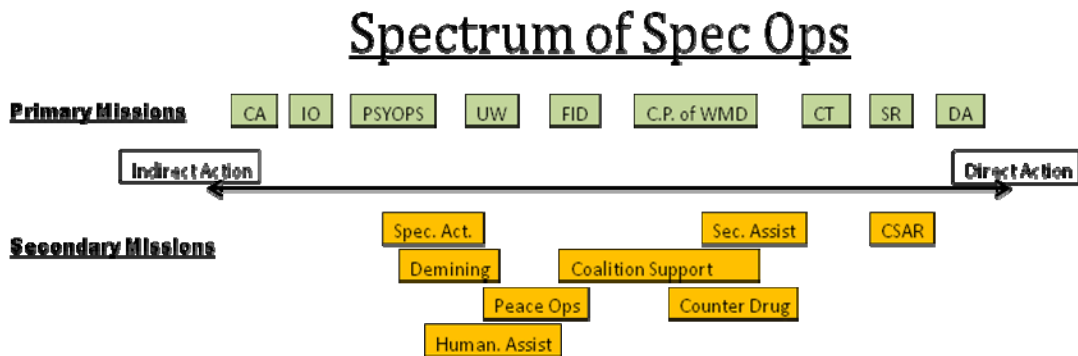 Spectrum of Spec Ops
Primary Missions CA IO PSYOPS UW FID C.P. of WMD CT SR DA
Indirect Action Direct Action
Spec. Act. Sec. Assist CSAR
Secondary Missions
Demining Coalition Support
Peace Ops Counter Drug
Human. Assist